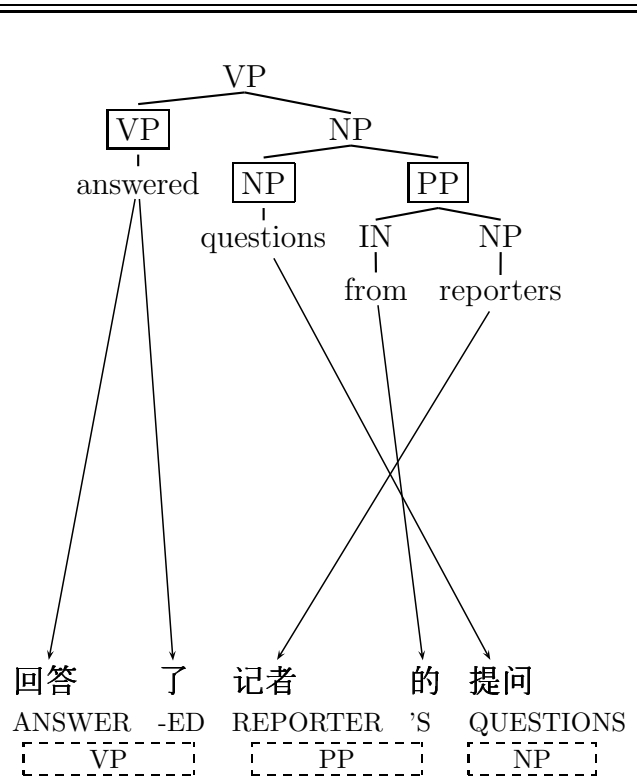 VP
VP NP
answered NP PP
questions IN NP
from reporters
回答 了 记者 的 提问
ANSWER -ED REPORTER 'S QUESTIONS
VP PP NP